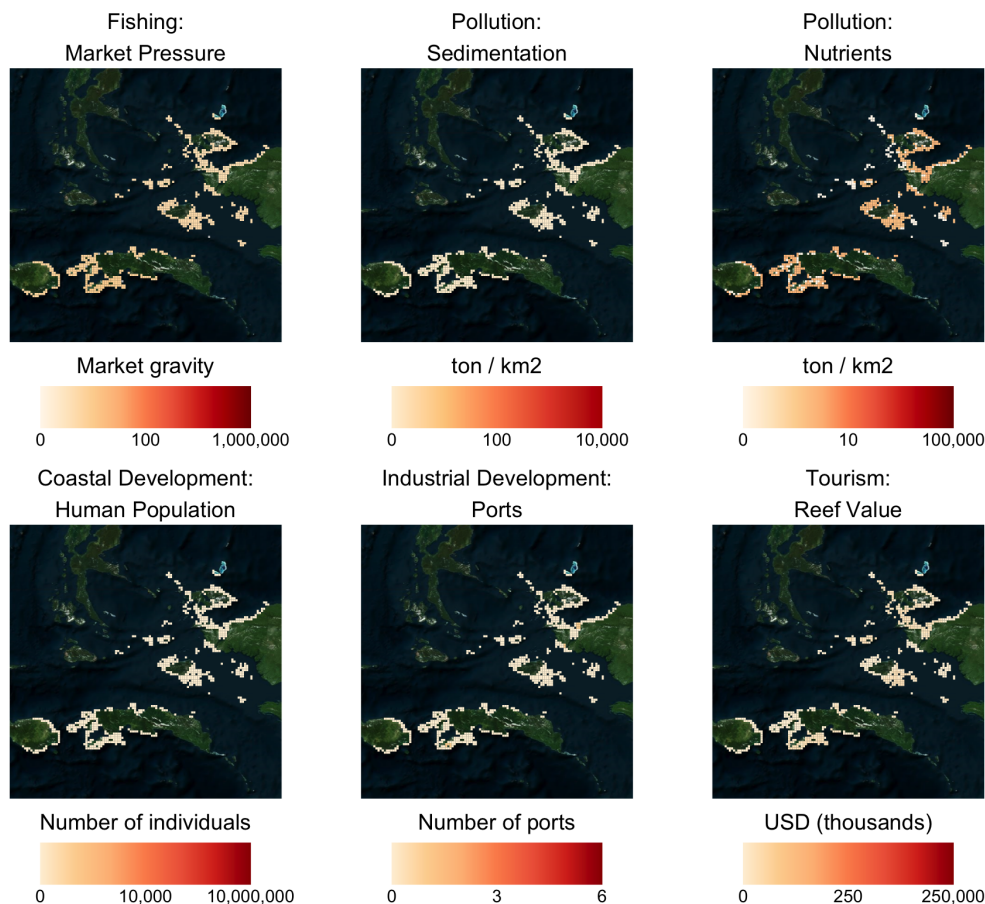 Fishing:
Market Pressure
Pollution:
Sedimentation
Pollution:
Nutrients
Market gravity
0 100 1,000,000
ton / km2
0 100 10,000
ton / km2
0 10 100,000
Coastal Development:
Human Population
Industrial Development:
Ports
Tourism:
Reef Value
Number of individuals
0 10,000 10,000,000
Number of ports
0 3 6
USD (thousands)
0 250 250,000